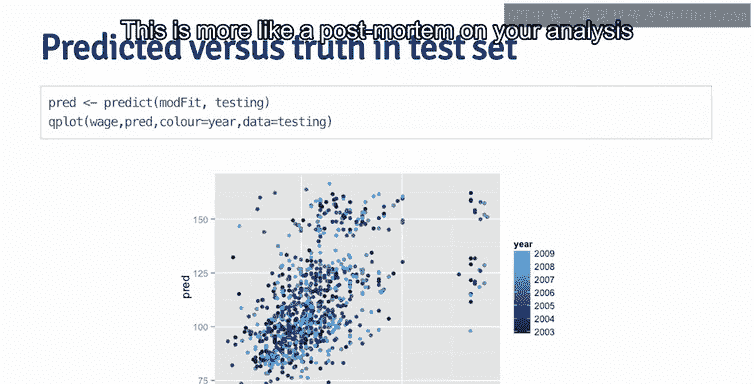 This is more like a post-mortem on your analysis
Predicted versus truth in test set
pred <- predict(modFit, testing)
qplot(wage,pred,colour=year,data=testing)
150
125
100
75
pred
year
2009
2008
2007
2006
2005
2004
2003